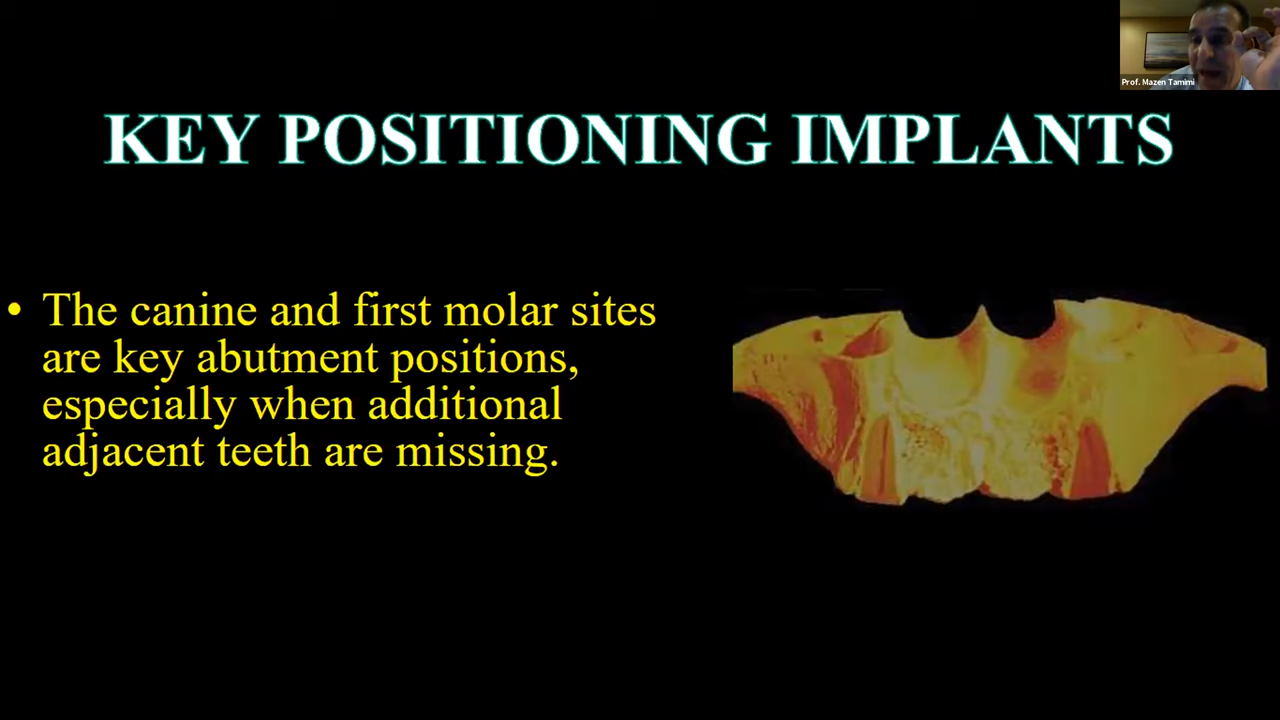 Prof. Mazen Tamimi
KEY POSITIONING IMPLANTS
• The canine and first molar sites
are key abutment positions,
especially when additional
adjacent teeth are missing.